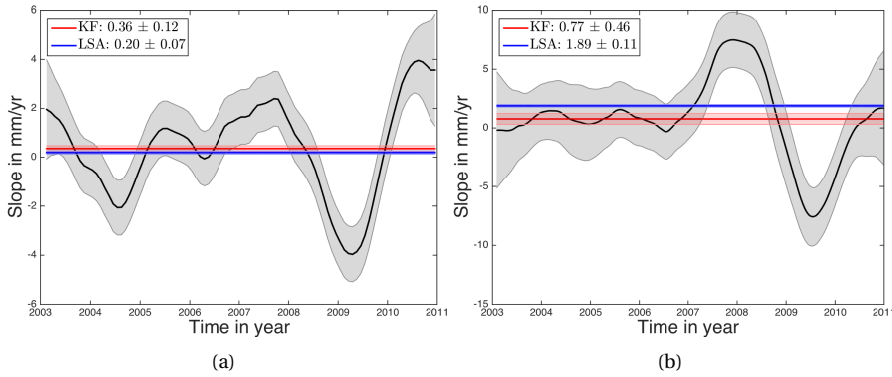 KF: 0.36 ± 0.12
LSA: 0.20 ± 0.07
Slope in mm/yr
6
4
2
0
-2
-4
-6
2003 2004 2005 2006 2007 2008 2009 2010 2011
Time in year
(a)
KF: 0.77 ± 0.46
LSA: 1.89 ± 0.11
Slope in mm/yr
10
5
0
-5
-10
-15
2003 2004 2005 2006 2007 2008 2009 2010 2011
Time in year
(b)